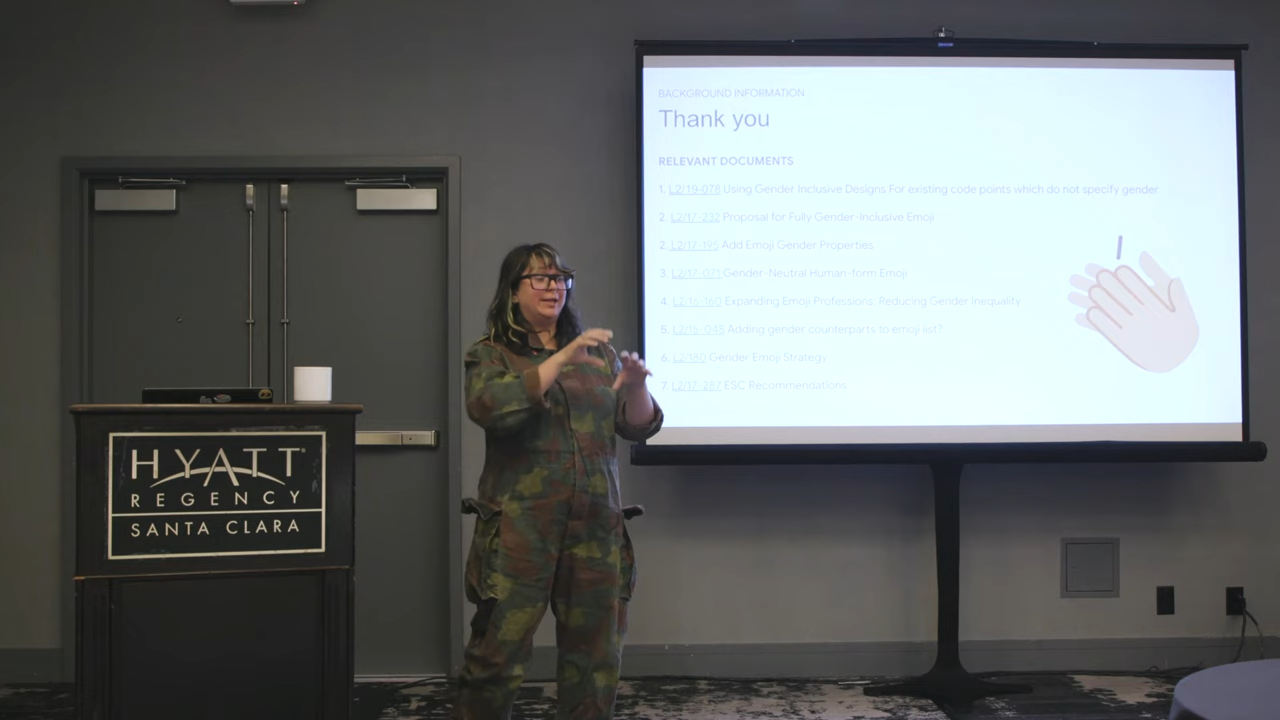 HYATT
REGENCY
SANTA CLARA
BACKGROUND INFORMATION
Thank you
RELEVANT DOCUMENTS
1. L2/19-078 Using Gender Inclusive Designs For existing code points which do not specify gender
2. L2/17-232 Proposal for Fully Gender-Inclusive Emoji
2. L2/17-195 Add Emoji Gender Properties
3. L2/17-071 Gender-Neutral Human-form Emoji
4. L2/16-160 Expanding Emoji Professions: Reducing Gender Inequality
5. L2/15-048 Adding gender counterparts to emoji list?
6. L2/180 Gender Emoji Strategy
7. L2/17-287 ESC Recommendations